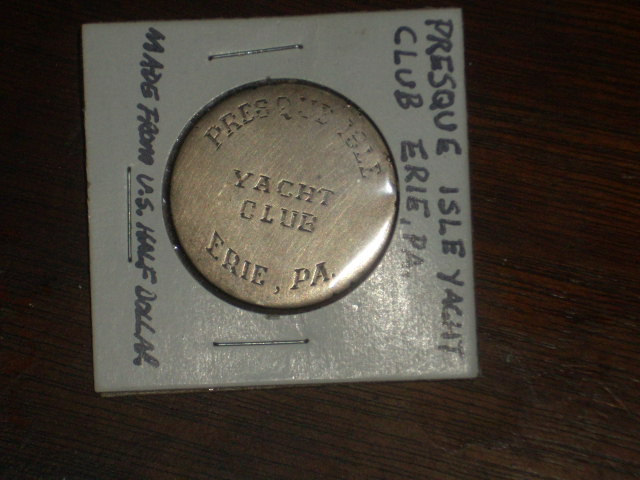 PRESQUE ISLE YACHT
CLUB ERIE, PA.
PRESQUE ISLE
YACHT
CLUB
ERIE, PA.
MADE FROM U.S. HALF DOLLAR